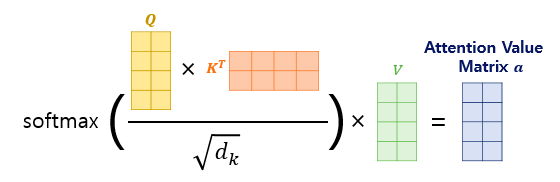 Q
× K^T
softmax ( ) ×
√d_k
V
=
Attention Value
Matrix a